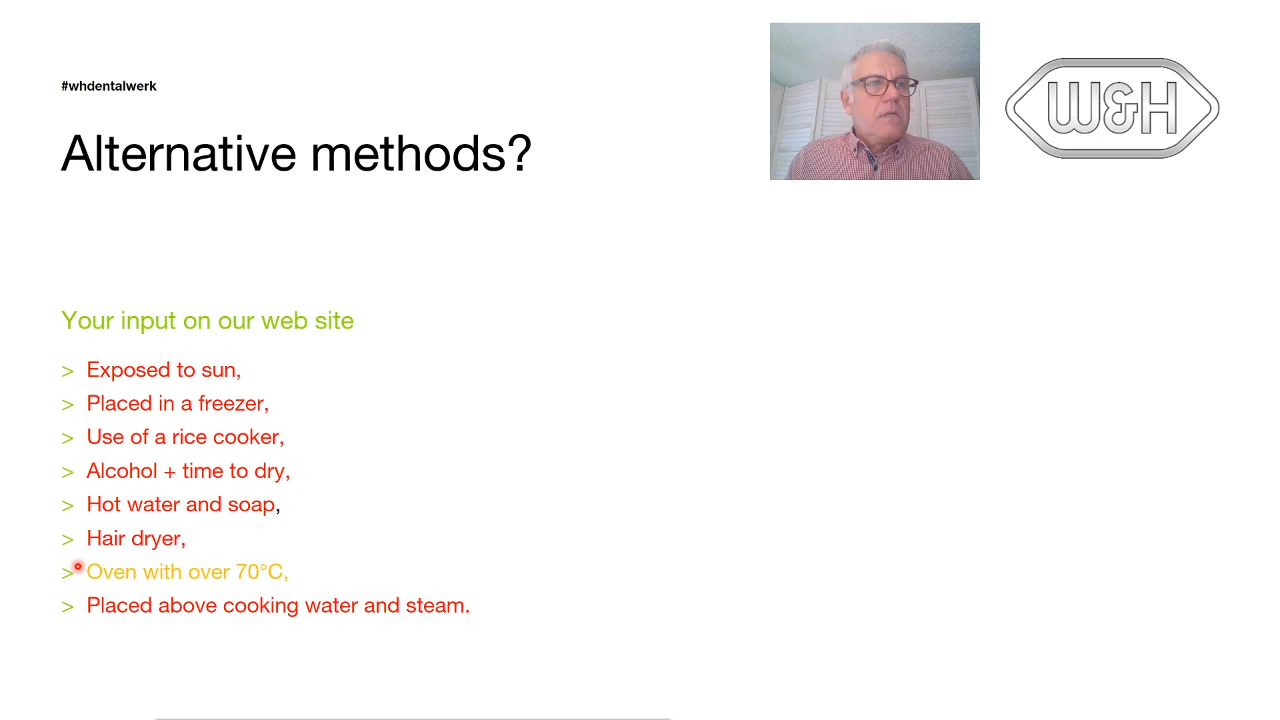 #whdentalwerk
W&H
Alternative methods?
Your input on our web site
> Exposed to sun,
> Placed in a freezer,
> Use of a rice cooker,
> Alcohol + time to dry,
> Hot water and soap,
> Hair dryer,
> Oven with over 70°C,
> Placed above cooking water and steam.